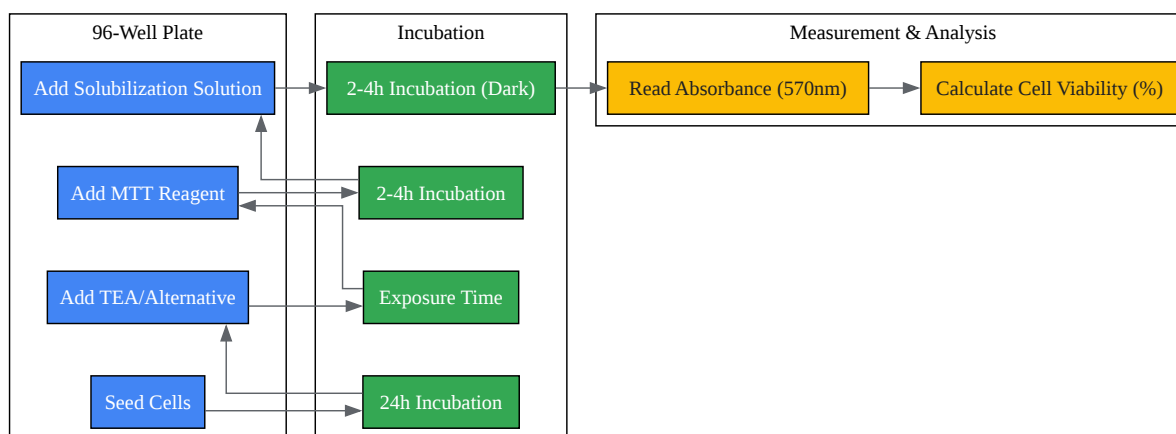 96-Well Plate
Incubation
Measurement & Analysis
Add Solubilization Solution
2-4h Incubation (Dark)
Read Absorbance (570nm)
Calculate Cell Viability (%)
Add MTT Reagent
2-4h Incubation
Add TEA/Alternative
Exposure Time
Seed Cells
24h Incubation